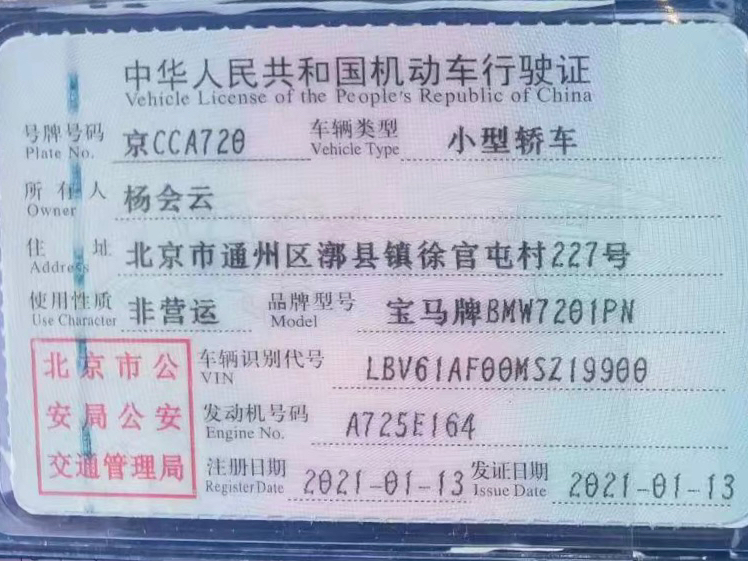 中华人民共和国机动车行驶证
Vehicle License of the People's Republic of China
号牌号码 京CCA720 车辆类型 小型轿车
Plate No. Vehicle Type
所有人 杨会云
Owner
住址 北京市通州区漷县镇徐官屯村227号
Address
使用性质 非营运 品牌型号 宝马牌BMW7201PN
Use Character Model
北京市公 车辆识别代号 LBV61AF00MSZ19900
VIN
安局公安 发动机号码 A725E164
Engine No.
交通管理局 注册日期 2021-01-13 发证日期 2021-01-13
Register Date Issue Date